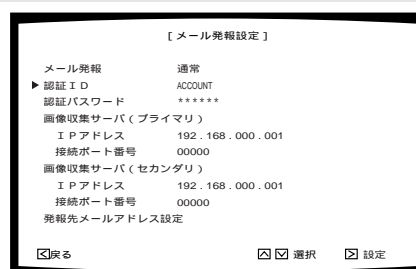 [ メール発報設定 ]
メール発報 通常
▶ 認証ＩＤ ACCOUNT
認証パスワード ******
画像収集サーバ ( プライマリ )
ＩＰアドレス 192 . 168 . 000 . 001
接続ポート番号 00000
画像収集サーバ ( セカンダリ )
ＩＰアドレス 192 . 168 . 000 . 001
接続ポート番号 00000
発報先メールアドレス設定
戻る 選択 設定